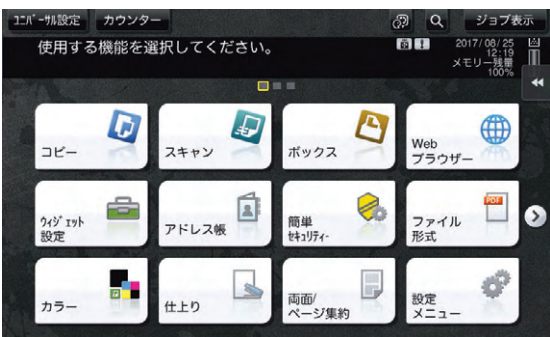 ﾕﾆﾊﾞｰｻﾙ設定
カウンター
ジョブ表示
使用する機能を選択してください。
2017/08/25
12:19
メモリー残量
100%
コピー
スキャン
ボックス
Web
ブラウザー
ｳｨｼﾞｪｯﾄ
設定
アドレス帳
簡単
ｾｷｭﾘﾃｨｰ
PDF
ファイル
形式
カラー
仕上り
両面/
ページ集約
設定
メニュー